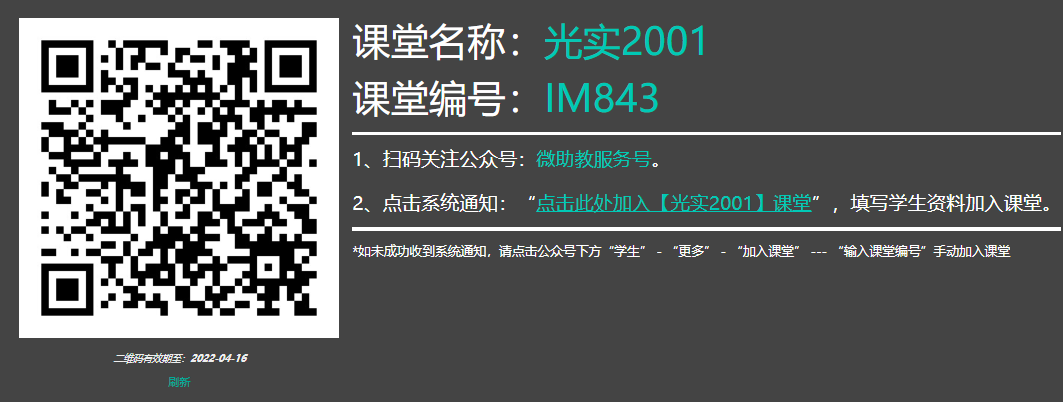 课堂名称：光实2001
课堂编号：IM843
1、扫码关注公众号：微助教服务号。
2、点击系统通知：“点击此处加入【光实2001】课堂”，填写学生资料加入课堂。
*如未成功收到系统通知，请点击公众号下方“学生” - “更多” - “加入课堂” --- “输入课堂编号”手动加入课堂
二维码有效期至：2022-04-16
刷新